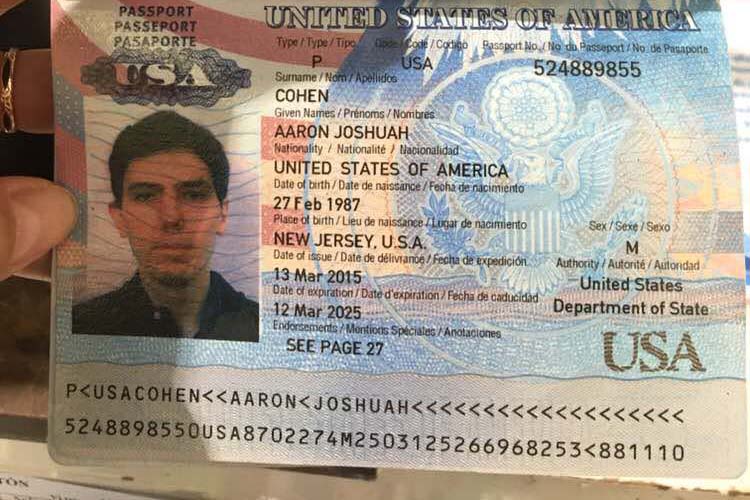 PASSPORT
PASSEPORT
PASAPORTE
USA
UNITED STATES OF AMERICA
Type / Type / Tipo Code / Code / Codigo Passport No. / No. du Passeport / No. de Pasaporte
P USA 524889855
Surname / Nom / Apellidos
COHEN
Given Names / Prénoms / Nombres
AARON JOSHUAH
Nationality / Nationalité / Nacionalidad
UNITED STATES OF AMERICA
Date of birth / Date de naissance / Fecha de nacimiento
27 Feb 1987
Place of birth / Lieu de naissance / Lugar de nacimiento Sex / Sexe / Sexo
NEW JERSEY, U.S.A. M
Date of issue / Date de délivrance / Fecha de expedición Authority / Autorité / Autoridad
13 Mar 2015 United States
Date of expiration / Date d'expiration / Fecha de caducidad Department of State
12 Mar 2025
Endorsements / Mentions Spéciales / Anotaciones
SEE PAGE 27
USA
P<USACOHEN<<AARON<JOSHUAH<<<<<<<<<<<<<<<<<<<
5248898550USA8702274M2503125266968253<881110